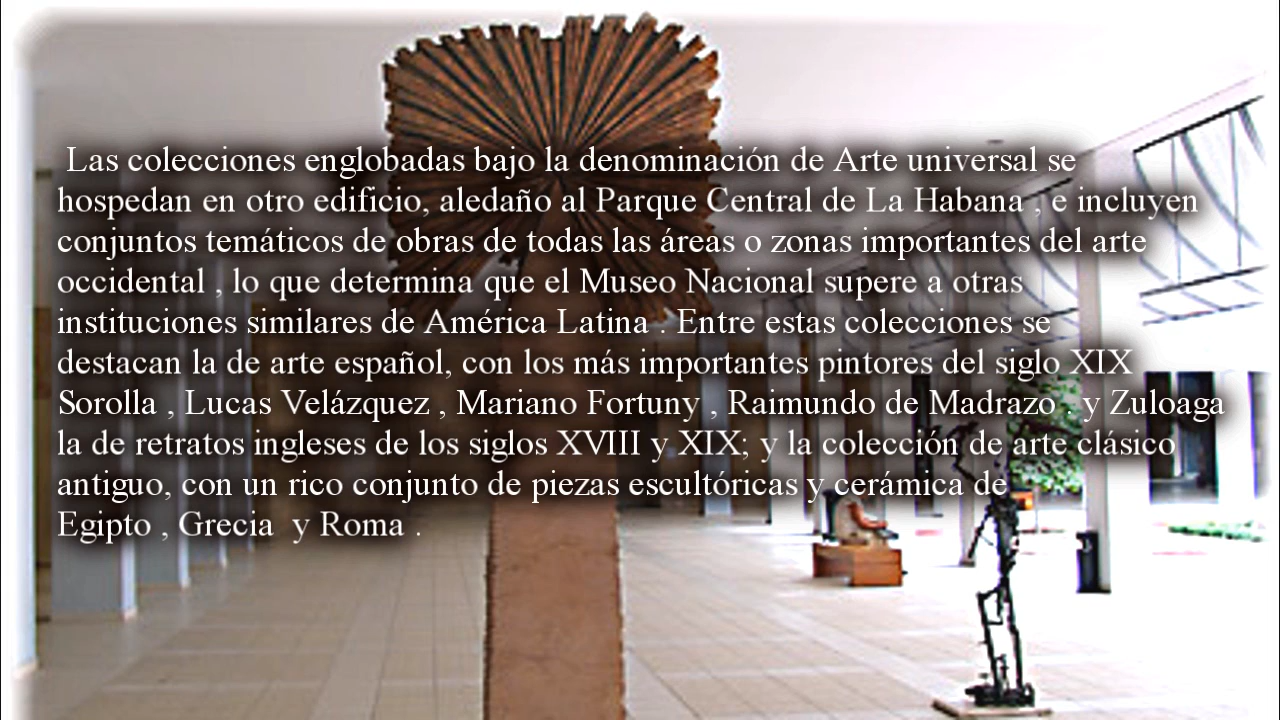 Las colecciones englobadas bajo la denominación de Arte universal se
hospedan en otro edificio, aledaño al Parque Central de La Habana , e incluyen
conjuntos temáticos de obras de todas las áreas o zonas importantes del arte
occidental , lo que determina que el Museo Nacional supere a otras
instituciones similares de América Latina . Entre estas colecciones se
destacan la de arte español, con los más importantes pintores del siglo XIX
Sorolla , Lucas Velázquez , Mariano Fortuny , Raimundo de Madrazo . y Zuloaga
la de retratos ingleses de los siglos XVIII y XIX; y la colección de arte clásico
antiguo, con un rico conjunto de piezas escultóricas y cerámica de
Egipto , Grecia y Roma .